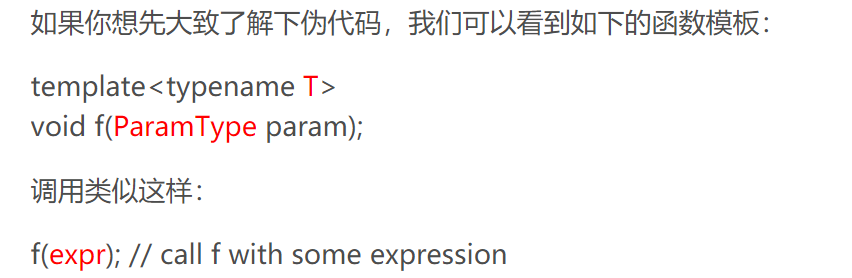 如果你想先大致了解下伪代码，我们可以看到如下的函数模板：
template<typename T>
void f(ParamType param);
调用类似这样：
f(expr); // call f with some expression